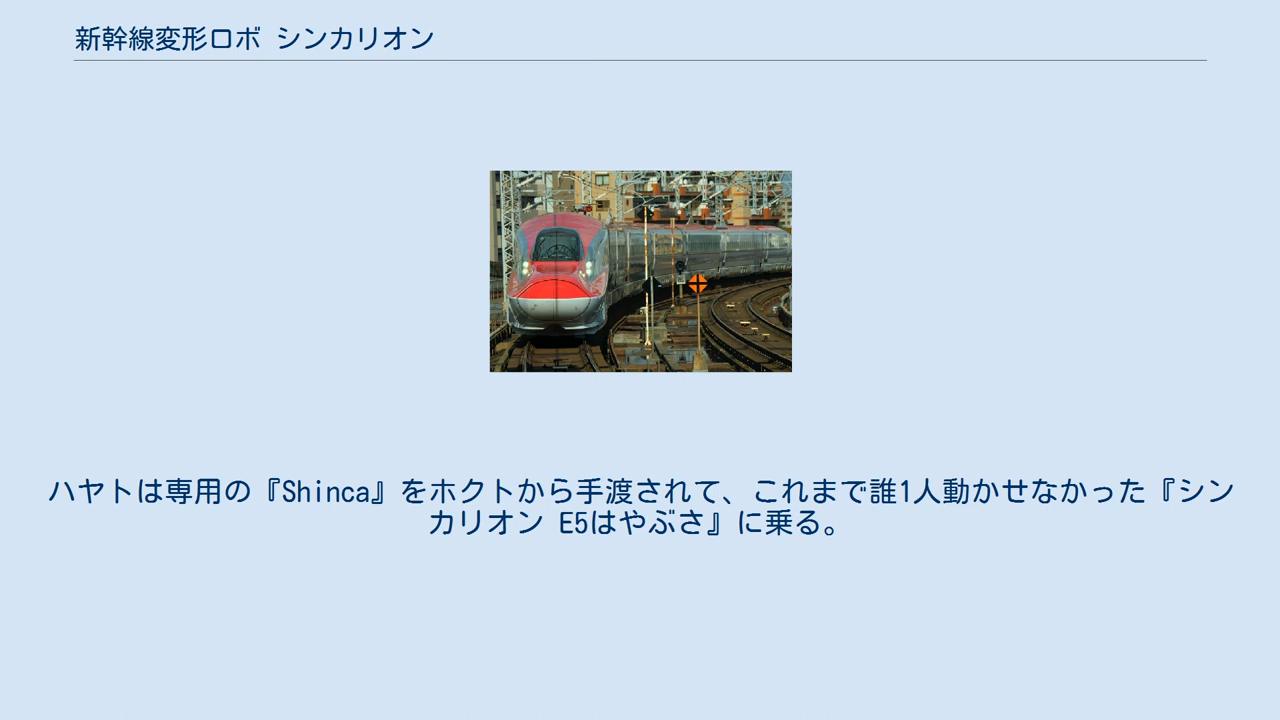 新幹線変形ロボ シンカリオン
ハヤトは専用の『Shinca』をホクトから手渡されて、これまで誰1人動かせなかった『シン
カリオン E5はやぶさ』に乗る。